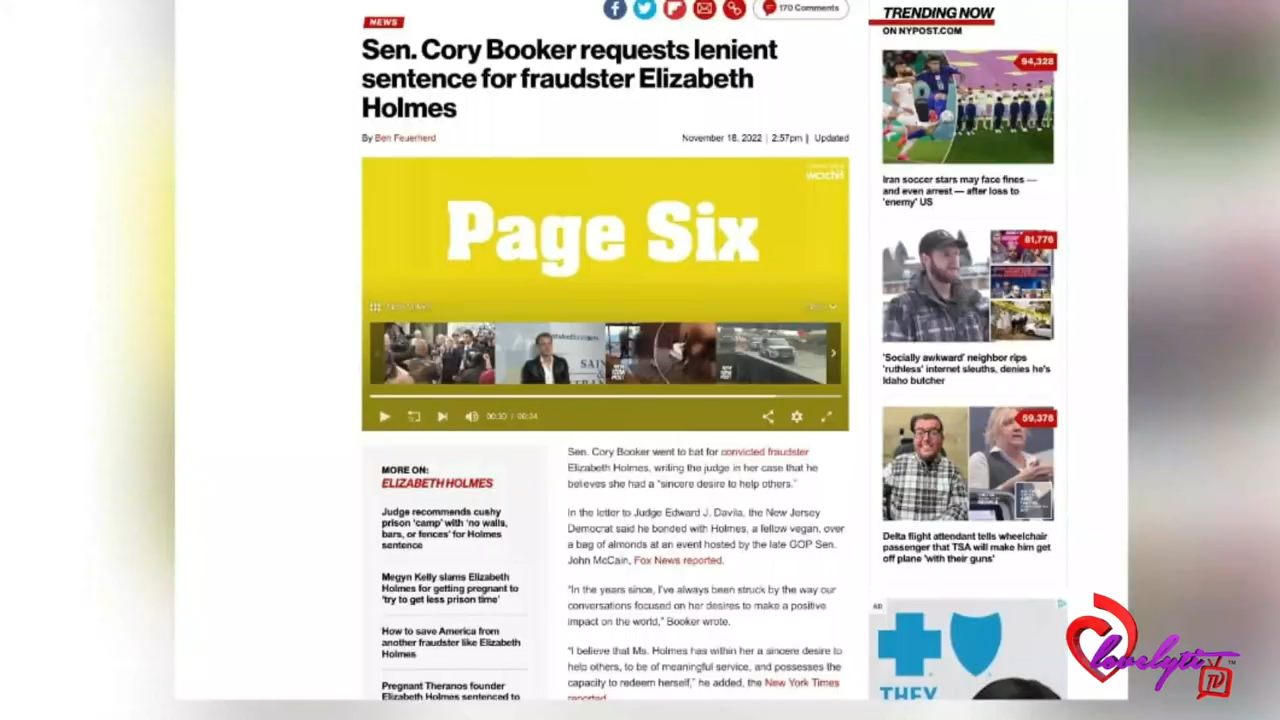 170 Comments
NEWS
Sen. Cory Booker requests lenient
sentence for fraudster Elizabeth
Holmes
By Ben Feuerherd
November 18, 2022 | 2:57pm | Updated
Page Six
00:10 | 00:24
MORE ON:
ELIZABETH HOLMES
Judge recommends cushy
prison 'camp' with 'no walls,
bars, or fences' for Holmes
sentence
Megyn Kelly slams Elizabeth
Holmes for getting pregnant to
'try to get less prison time'
How to save America from
another fraudster like Elizabeth
Holmes
Pregnant Theranos founder
Elizabeth Holmes sentenced to
Sen. Cory Booker went to bat for convicted fraudster
Elizabeth Holmes, writing the judge in her case that he
believes she had a "sincere desire to help others."
In the letter to Judge Edward J. Davila, the New Jersey
Democrat said he bonded with Holmes, a fellow vegan, over
a bag of almonds at an event hosted by the late GOP Sen.
John McCain, Fox News reported.
"In the years since, I've always been struck by the way our
conversations focused on her desires to make a positive
impact on the world," Booker wrote.
"I believe that Ms. Holmes has within her a sincere desire to
help others, to be of meaningful service, and possesses the
capacity to redeem herself," he added, the New York Times
reported.
TRENDING NOW
ON NYPOST.COM
94,328
Iran soccer stars may face fines —
and even arrest — after loss to
'enemy' US
81,776
'Socially awkward' neighbor rips
'ruthless' internet sleuths, denies he's
Idaho butcher
59,378
Delta flight attendant tells wheelchair
passenger that TSA will make him get
off plane 'with their guns'
AD
THEY
lovelytt
TV